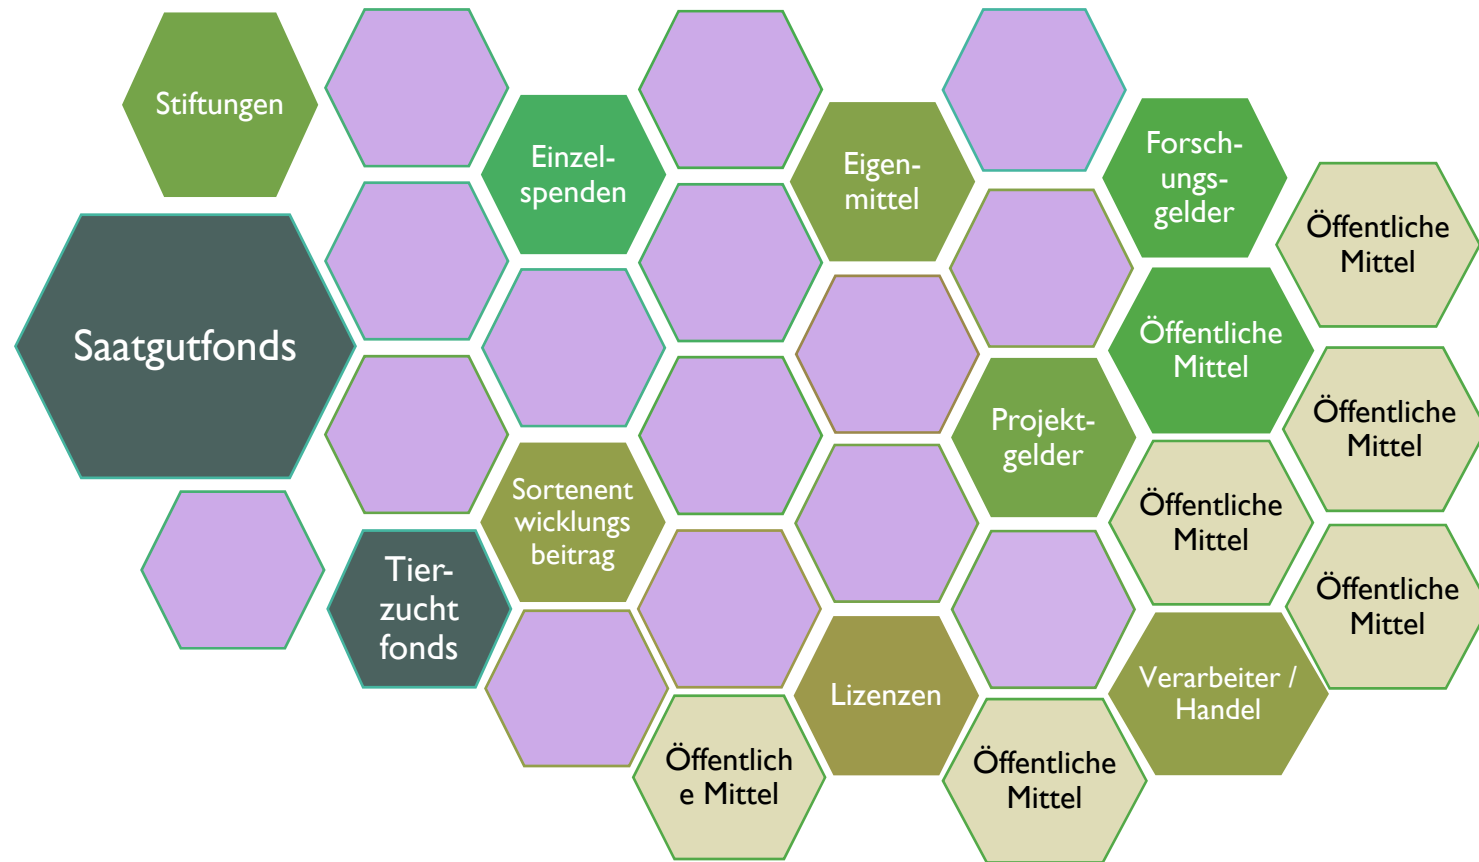 Stiftungen
Einzel-
spenden
Eigen-
mittel
Forsch-
ungs-
gelder
Öffentliche
Mittel
Saatgutfonds
Öffentliche
Mittel
Öffentliche
Mittel
Projekt-
gelder
Sortenent
wicklungs
beitrag
Öffentliche
Mittel
Öffentliche
Mittel
Tier-
zucht
fonds
Lizenzen
Verarbeiter /
Handel
Öffentlich
e Mittel
Öffentliche
Mittel